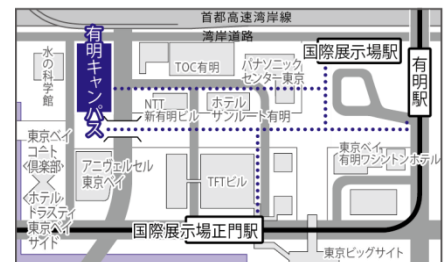 首都高速湾岸線
湾岸道路
水の科学館
有明キャンパス
TOC有明
パナソニック
センター東京
国際展示場駅
有明駅
NTT
新有明ビル
ホテル
サンルート有明
東京ベイ
コート
倶楽部
アニヴェルセル
東京ベイ
TFTビル
東京ベイ
有明ワシントンホテル
ホテル
トラスティ
東京ベイ
サイド
国際展示場正門駅
東京ビッグサイト